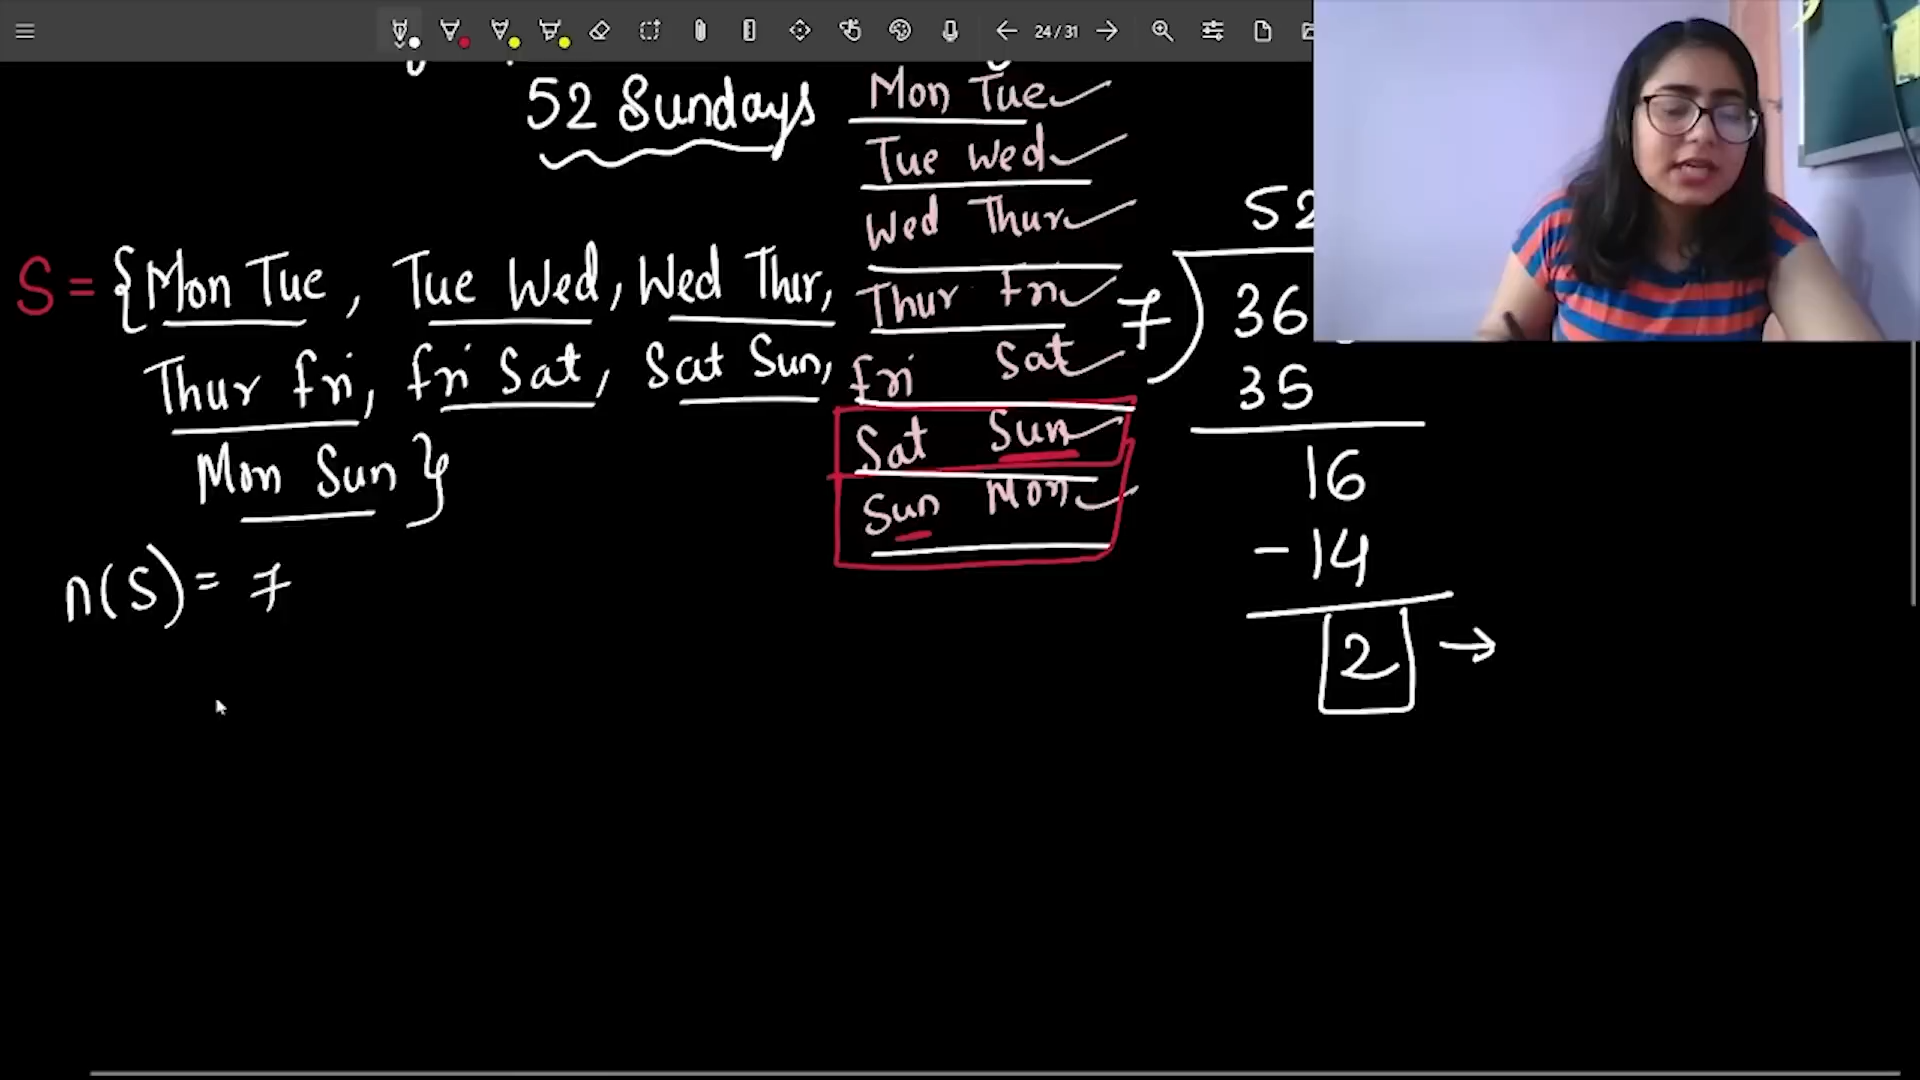 24/31
52 Sundays
Mon Tue
Tue Wed
Wed Thur
Thur Fri
Fri Sat
Sat Sun
Sun Mon
S = {Mon Tue, Tue Wed, Wed Thur,
Thur Fri, Fri Sat, Sat Sun,
Mon Sun}
n(S) = 7
52
7) 36
35
16
- 14
2 →